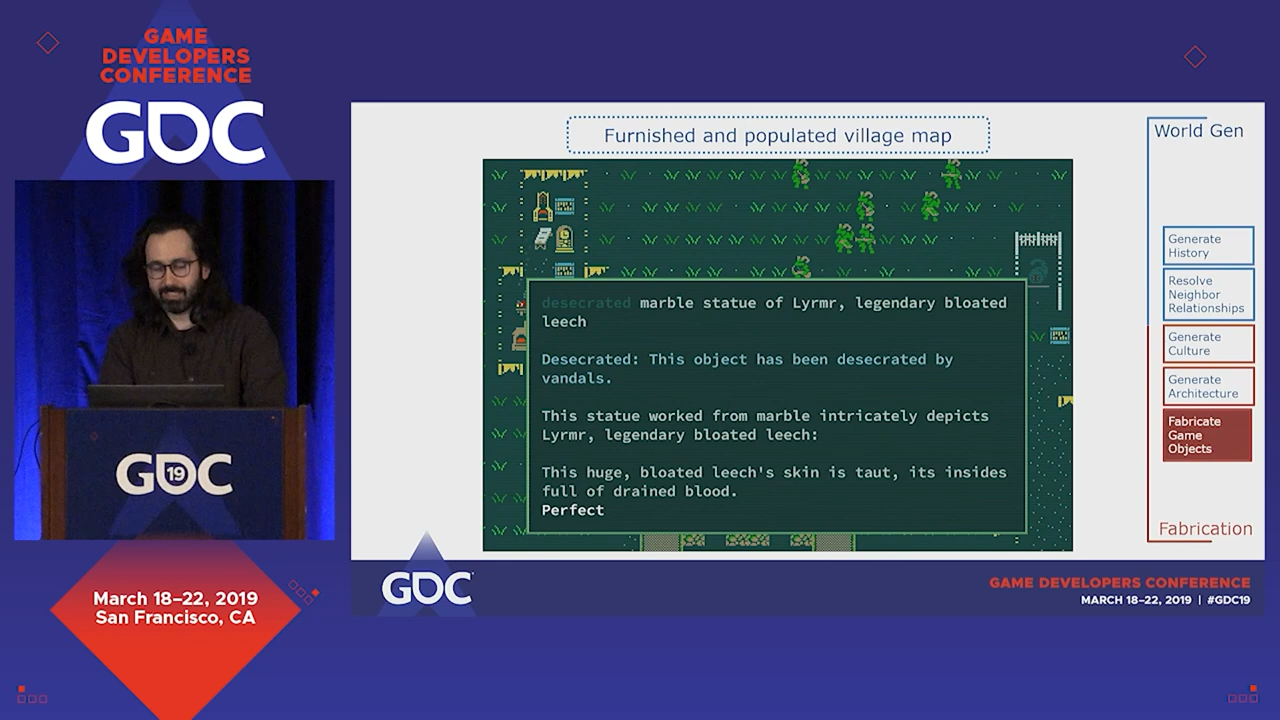 GAME
DEVELOPERS
CONFERENCE
GDC
GDC 19
March 18–22, 2019
San Francisco, CA
Furnished and populated village map
desecrated marble statue of Lyrmr, legendary bloated
leech
Desecrated: This object has been desecrated by
vandals.
This statue worked from marble intricately depicts
Lyrmr, legendary bloated leech:
This huge, bloated leech's skin is taut, its insides
full of drained blood.
Perfect
World Gen
Generate
History
Resolve
Neighbor
Relationships
Generate
Culture
Generate
Architecture
Fabricate
Game
Objects
Fabrication
GDC
GAME DEVELOPERS CONFERENCE
MARCH 18–22, 2019 | #GDC19